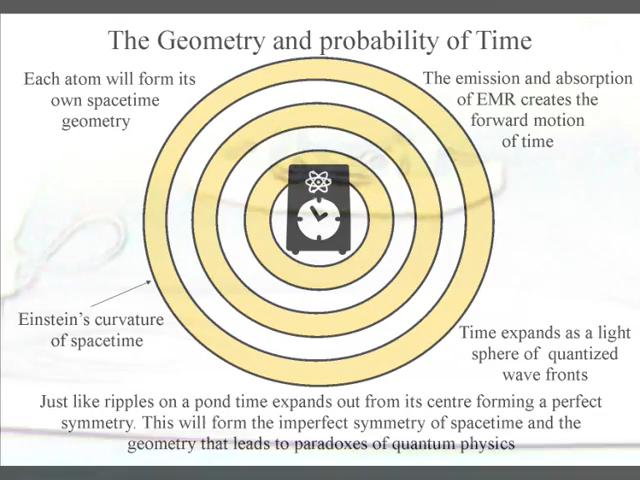 The Geometry and probability of Time
Each atom will form its
own spacetime
geometry
The emission and absorption
of EMR creates the
forward motion
of time
Einstein's curvature
of spacetime
Time expands as a light
sphere of quantized
wave fronts
Just like ripples on a pond time expands out from its centre forming a perfect
symmetry. This will form the imperfect symmetry of spacetime and the
geometry that leads to paradoxes of quantum physics